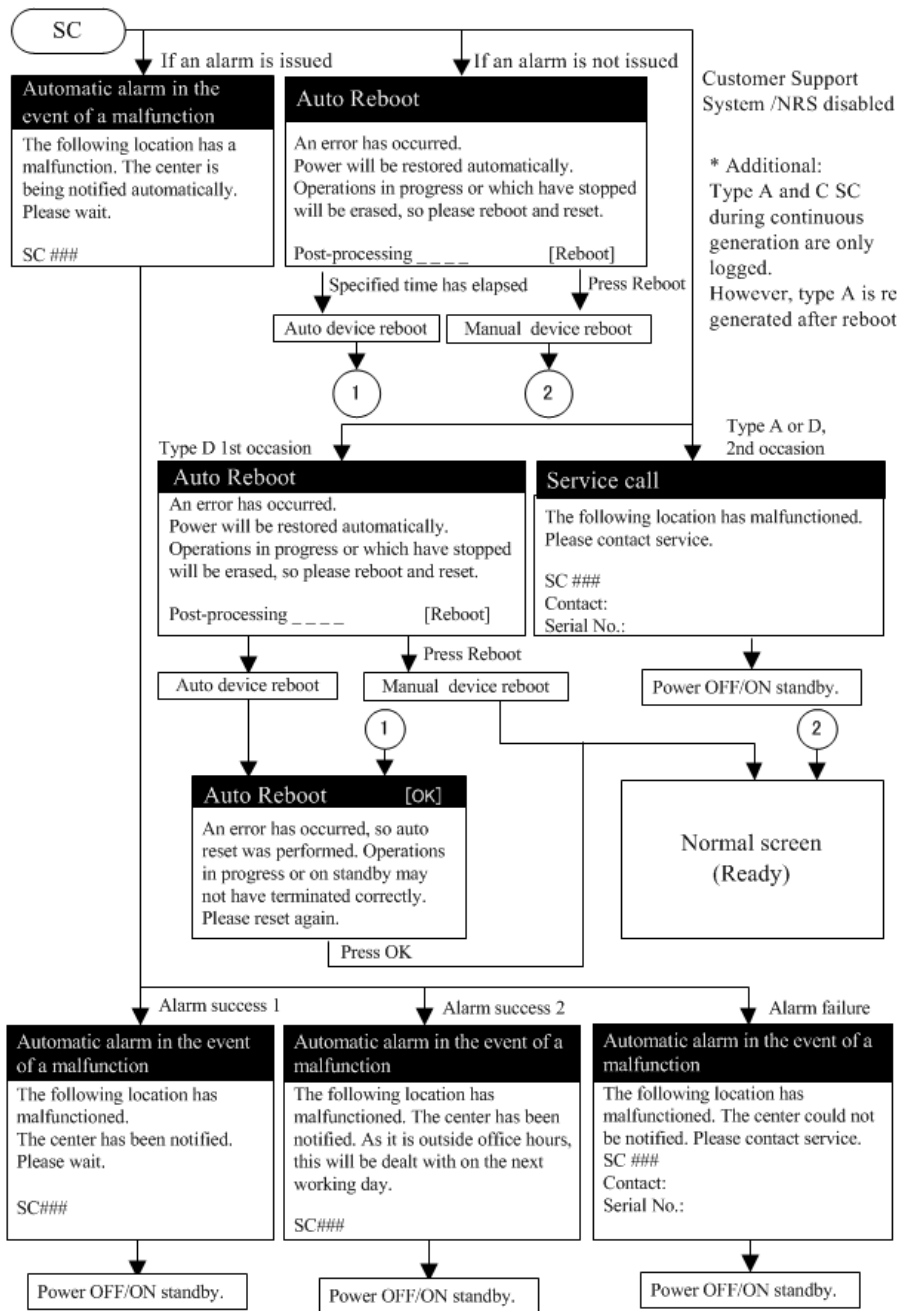 SC
If an alarm is issued
If an alarm is not issued
Customer Support
System /NRS disabled
* Additional:
Type A and C SC
during continuous
generation are only
logged.
However, type A is re
generated after reboot
Automatic alarm in the
event of a malfunction
The following location has a
malfunction. The center is
being notified automatically.
Please wait.
SC ###
Auto Reboot
An error has occurred.
Power will be restored automatically.
Operations in progress or which have stopped
will be erased, so please reboot and reset.
Post-processing _ _ _ _ [Reboot]
Specified time has elapsed
Press Reboot
Auto device reboot
Manual device reboot
1
2
Type D 1st occasion
Auto Reboot
An error has occurred.
Power will be restored automatically.
Operations in progress or which have stopped
will be erased, so please reboot and reset.
Post-processing _ _ _ _ [Reboot]
Type A or D,
2nd occasion
Service call
The following location has malfunctioned.
Please contact service.
SC ###
Contact:
Serial No.:
Press Reboot
Auto device reboot
Manual device reboot
Power OFF/ON standby.
1
2
Auto Reboot [OK]
An error has occurred, so auto
reset was performed. Operations
in progress or on standby may
not have terminated correctly.
Please reset again.
Normal screen
(Ready)
Press OK
Alarm success 1
Alarm success 2
Alarm failure
Automatic alarm in the event
of a malfunction
The following location has
malfunctioned.
The center has been notified.
Please wait.
SC###
Automatic alarm in the event of a
malfunction
The following location has
malfunctioned. The center has been
notified. As it is outside office hours,
this will be dealt with on the next
working day.
SC###
Automatic alarm in the event of a
malfunction
The following location has
malfunctioned. The center could not
be notified. Please contact service.
SC ###
Contact:
Serial No.:
Power OFF/ON standby.
Power OFF/ON standby.
Power OFF/ON standby.